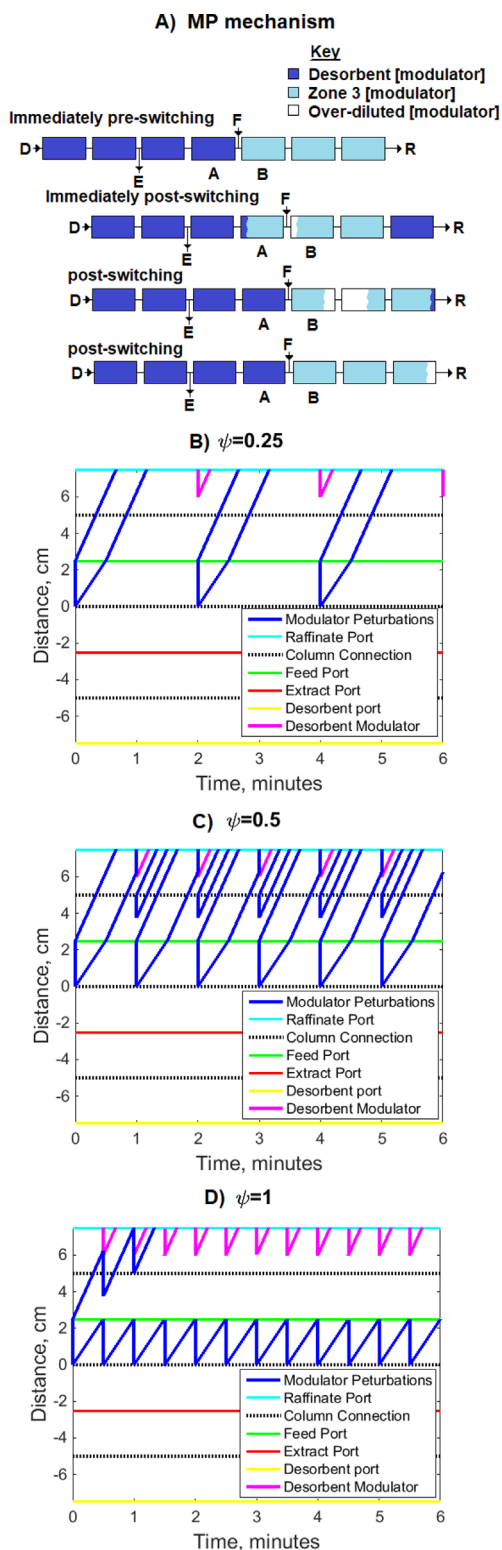 A) MP mechanism
Key
Desorbent [modulator]
Zone 3 [modulator]
Over-diluted [modulator]
Immediately pre-switching
F
D
R
A B
E
Immediately post-switching
F
D
R
A B
E
post-switching
F
D
R
A B
E
post-switching
F
D
R
E
A B
B) ψ=0.25
Distance, cm
6
4
2
0
-2
-4
-6
Modulator Peturbations
Raffinate Port
Column Connection
Feed Port
Extract Port
Desorbent port
Desorbent Modulator
0 1 2 3 4 5 6
Time, minutes
C) ψ=0.5
Distance, cm
6
4
2
0
-2
-4
-6
Modulator Peturbations
Raffinate Port
Column Connection
Feed Port
Extract Port
Desorbent port
Desorbent Modulator
0 1 2 3 4 5 6
Time, minutes
D) ψ=1
Distance, cm
6
4
2
0
-2
-4
-6
Modulator Peturbations
Raffinate Port
Column Connection
Feed Port
Extract Port
Desorbent port
Desorbent Modulator
0 1 2 3 4 5 6
Time, minutes